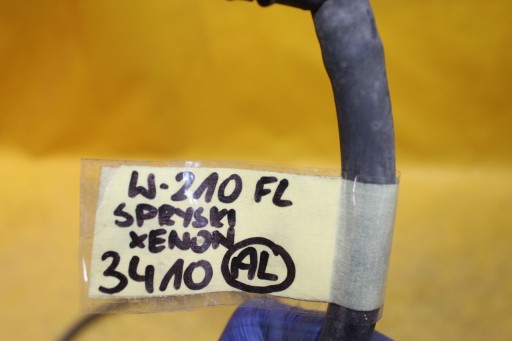 W-210 FL
SPRYSKI
XENON
3410 AL